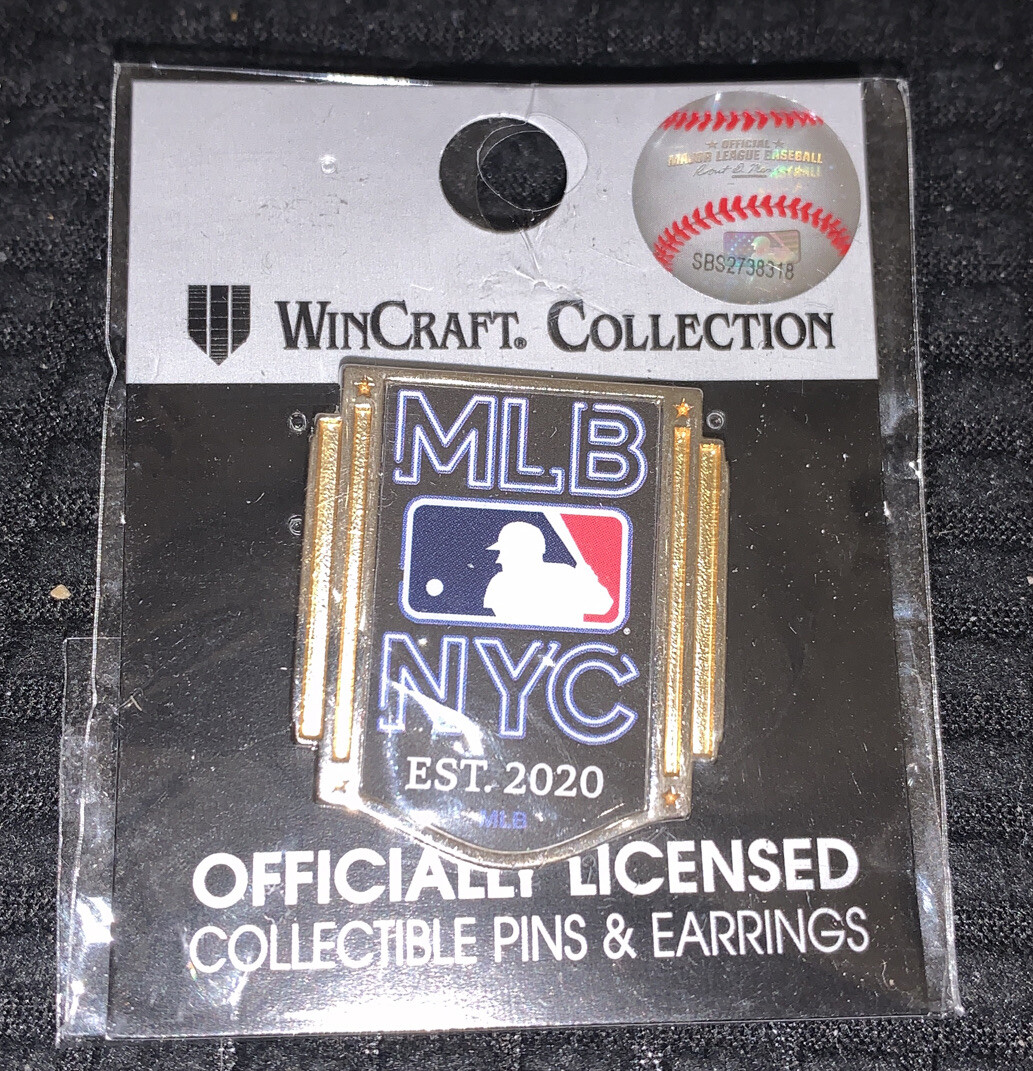 ★ OFFICIAL ★
MAJOR LEAGUE BASEBALL
SBS2738318
WINCRAFT® COLLECTION
MLB
NYC
EST. 2020
MLB
OFFICIALLY LICENSED
COLLECTIBLE PINS & EARRINGS